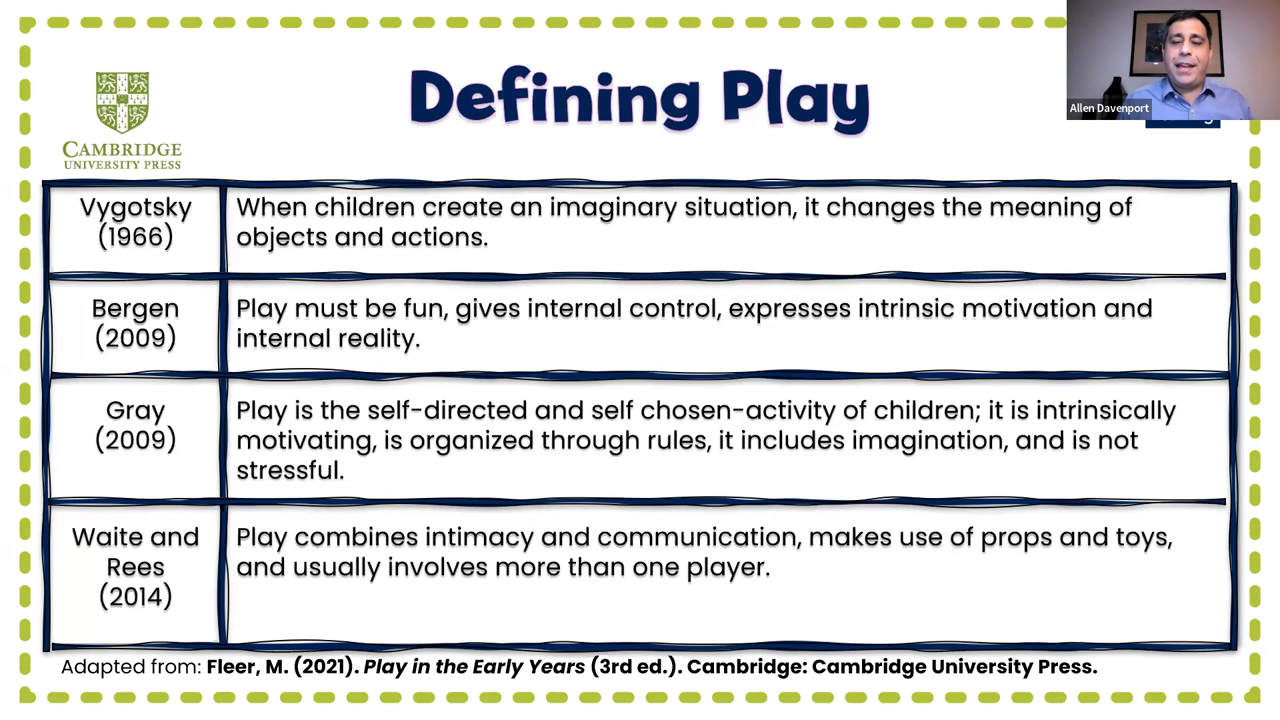 Defining Play
Allen Davenport
CAMBRIDGE
UNIVERSITY PRESS
Vygotsky
(1966)
When children create an imaginary situation, it changes the meaning of
objects and actions.
Bergen
(2009)
Play must be fun, gives internal control, expresses intrinsic motivation and
internal reality.
Gray
(2009)
Play is the self-directed and self chosen-activity of children; it is intrinsically
motivating, is organized through rules, it includes imagination, and is not
stressful.
Waite and
Rees
(2014)
Play combines intimacy and communication, makes use of props and toys,
and usually involves more than one player.
Adapted from: Fleer, M. (2021). Play in the Early Years (3rd ed.). Cambridge: Cambridge University Press.